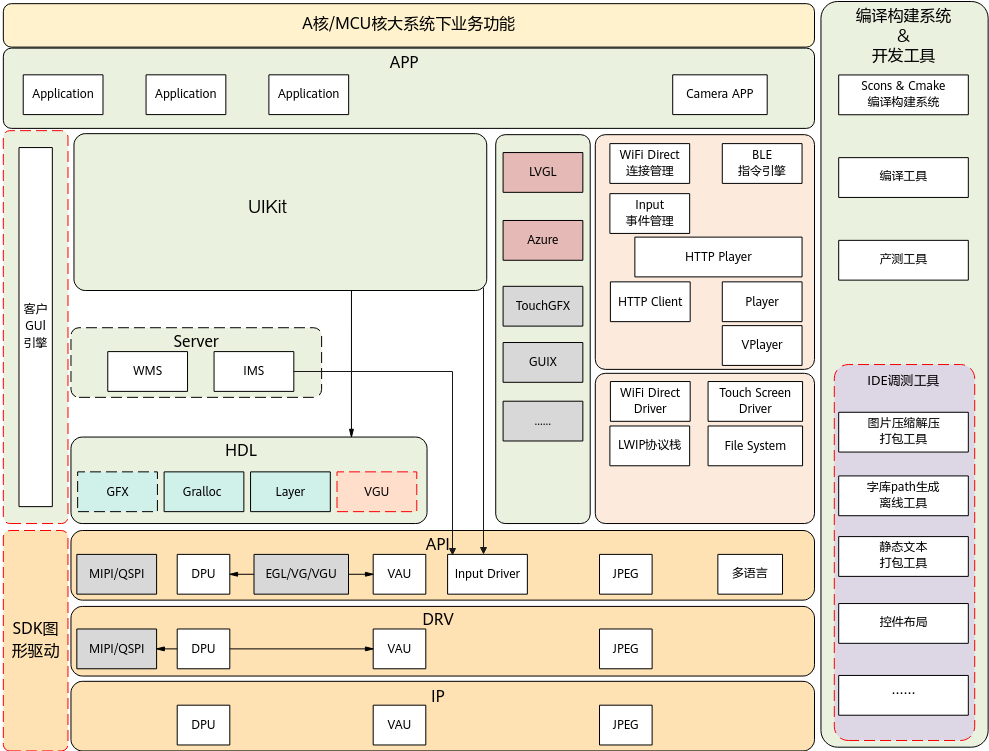 A核/MCU核大系统下业务功能
APP
Application
Application
Application
Camera APP
客户
GUI
引擎
UIKit
Server
WMS
IMS
HDL
GFX
Gralloc
Layer
VGU
LVGL
Azure
TouchGFX
GUIX
......
WiFi Direct
连接管理
BLE
指令引擎
Input
事件管理
HTTP Player
HTTP Client
Player
VPlayer
WiFi Direct
Driver
Touch Screen
Driver
LWIP协议栈
File System
SDK图
形驱动
API
MIPI/QSPI
DPU
EGL/VG/VGU
VAU
Input Driver
JPEG
多语言
DRV
MIPI/QSPI
DPU
VAU
JPEG
IP
DPU
VAU
JPEG
编译构建系统
&
开发工具
Scons & Cmake
编译构建系统
编译工具
产测工具
IDE调测工具
图片压缩解压
打包工具
字库path生成
离线工具
静态文本
打包工具
控件布局
······